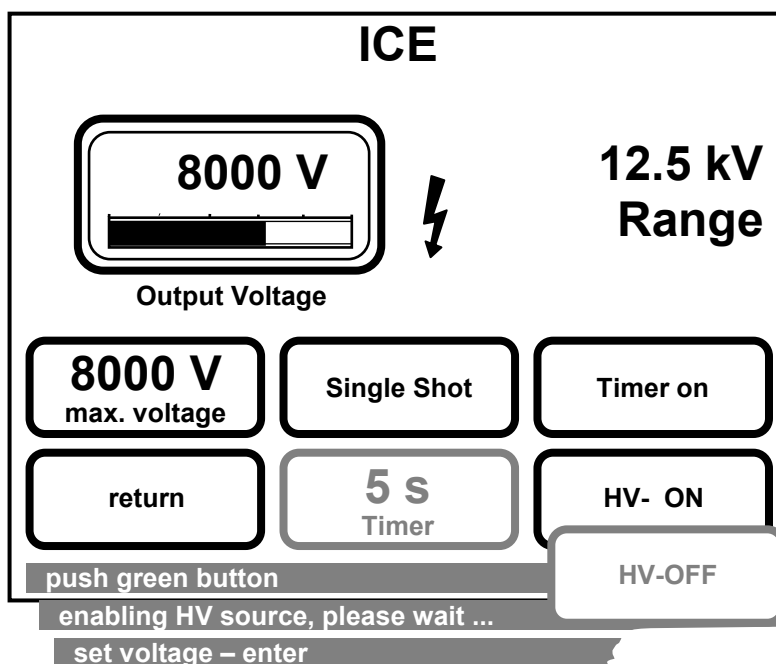 ICE
8000 V
12.5 kV
Range
Output Voltage
8000 V
max. voltage
Single Shot
Timer on
return
5 s
Timer
HV- ON
HV-OFF
push green button
enabling HV source, please wait ...
set voltage – enter